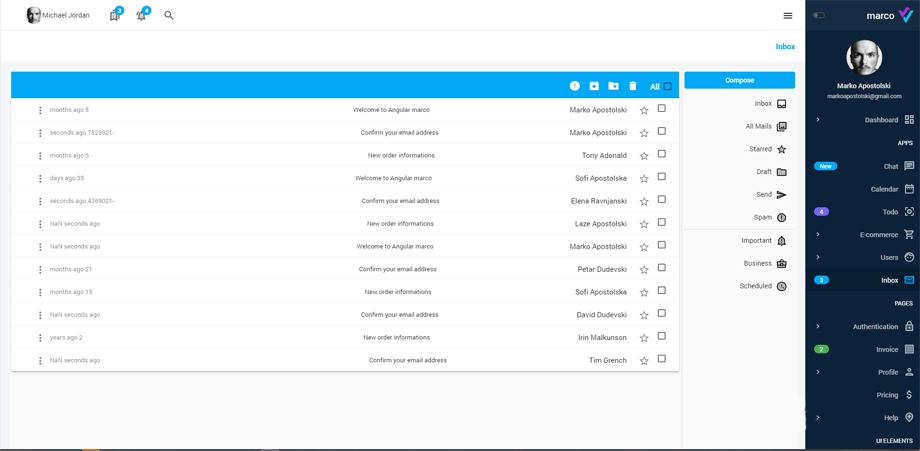 Michael Jordan
3
4
marco
Inbox
Marko Apostolski
markoapostolski@gmail.com
All
months ago 5 Welcome to Angular marco Marko Apostolski
seconds ago 7828621- Confirm your email address Marko Apostolski
months ago 6 New order informations Tony Adonald
days ago 35 Welcome to Angular marco Sofi Apostolska
seconds ago 4369021- Confirm your email address Elena Ravnjanski
NaN seconds ago New order informations Laze Apostolski
NaN seconds ago Welcome to Angular marco Marko Apostolski
months ago 21 Confirm your email address Petar Dudevski
months ago 15 New order informations Sofi Apostolska
NaN seconds ago Confirm your email address David Dudevski
years ago 2 New order informations Irin Malkunson
NaN seconds ago Confirm your email address Tim Grench
Compose
Inbox
All Mails
Starred
Draft
Send
Spam
Important
Business
Scheduled
Dashboard
APPS
New Chat
Calendar
4 Todo
E-commerce
Users
3 Inbox
PAGES
Authentication
2 Invoice
Profile
Pricing
Help
UI ELEMENTS